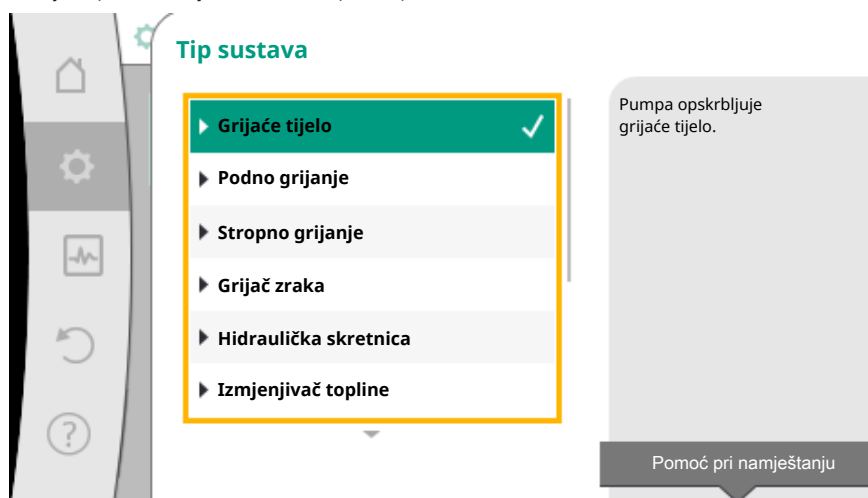 Tip sustava
Grijaće tijelo
Podno grijanje
Stropno grijanje
Grijač zraka
Hidraulička skretnica
Izmjenjivač topline
Pumpa opskrbljuje
grijaće tijelo.
Pomoć pri namještanju